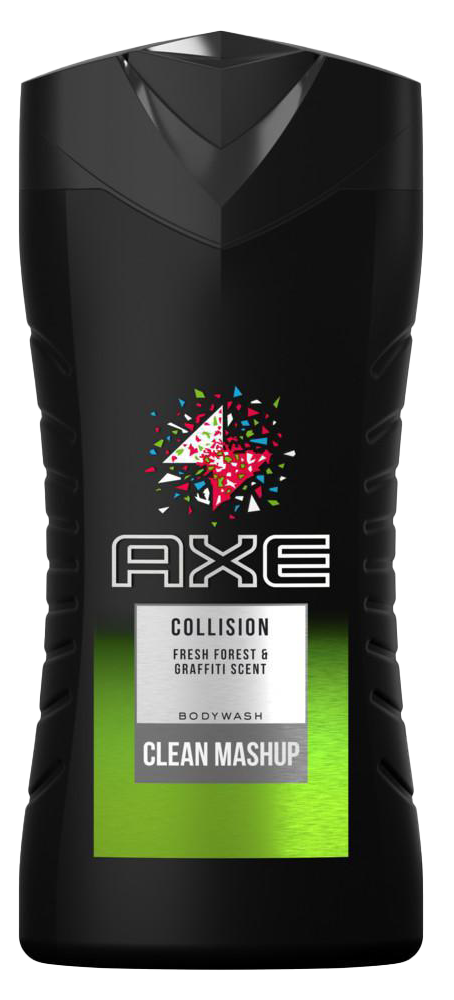 AXE
COLLISION
FRESH FOREST &
GRAFFITI SCENT
BODYWASH
CLEAN MASHUP